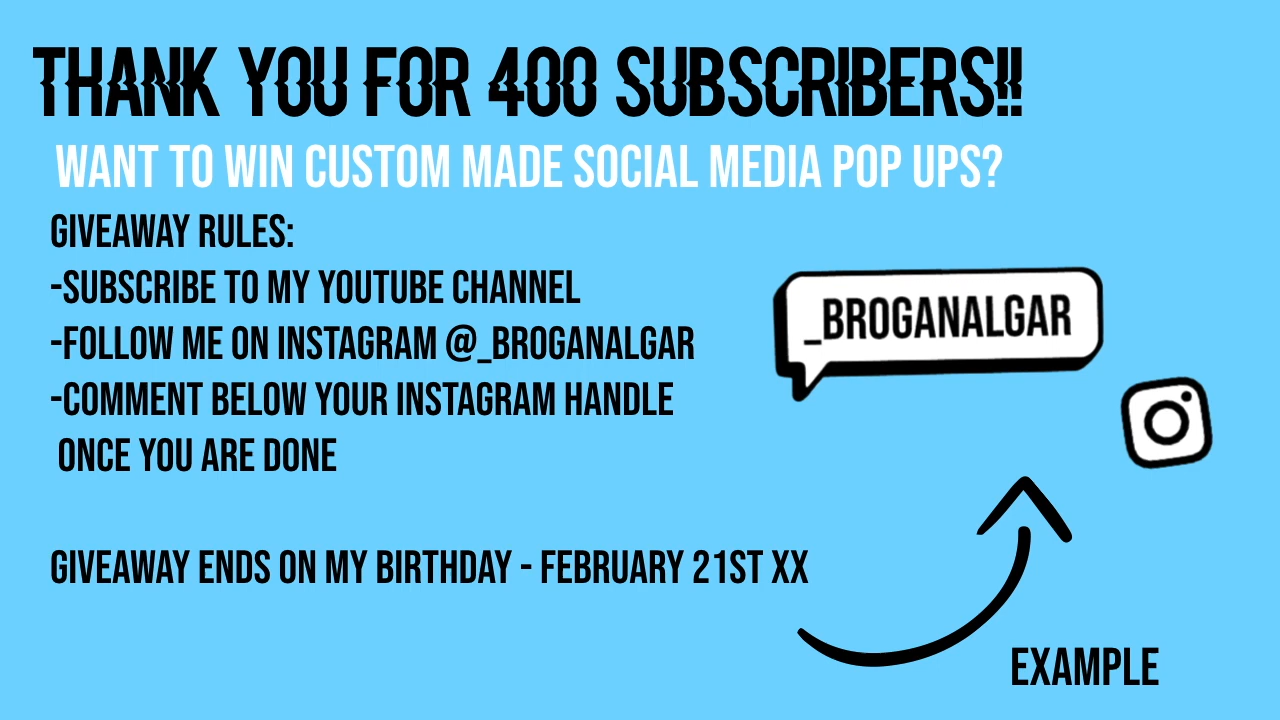 THANK YOU FOR 400 SUBSCRIBERS!!
WANT TO WIN CUSTOM MADE SOCIAL MEDIA POP UPS?
GIVEAWAY RULES:
-SUBSCRIBE TO MY YOUTUBE CHANNEL
-FOLLOW ME ON INSTAGRAM @_BROGANALGAR
-COMMENT BELOW YOUR INSTAGRAM HANDLE
ONCE YOU ARE DONE
GIVEAWAY ENDS ON MY BIRTHDAY - FEBRUARY 21ST XX
_BROGANALGAR
EXAMPLE